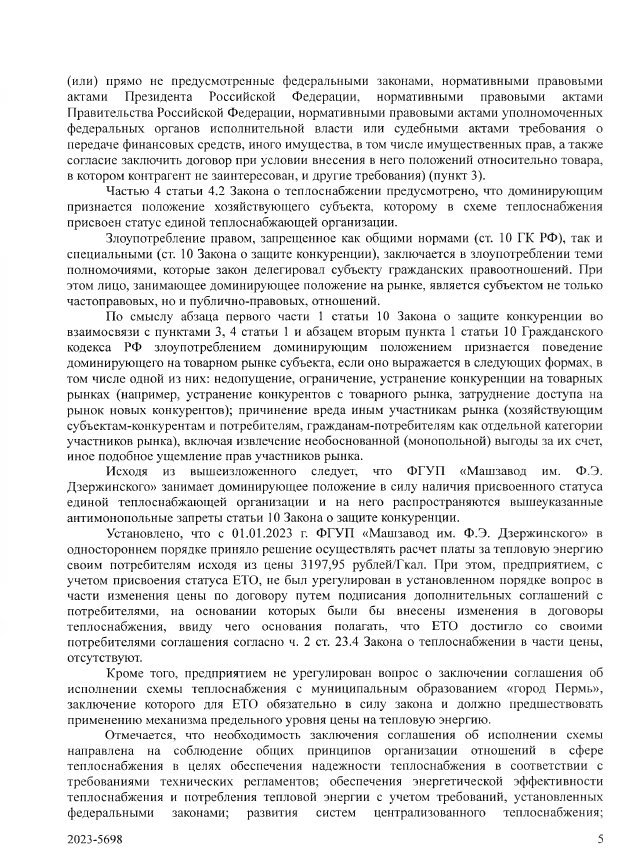 (или) прямо не предусмотренные федеральными законами, нормативными правовыми
актами Президента Российской Федерации, нормативными правовыми актами
Правительства Российской Федерации, нормативными правовыми актами уполномоченных
федеральных органов исполнительной власти или судебными актами требования о
передаче финансовых средств, иного имущества, в том числе имущественных прав, а также
согласие заключить договор при условии внесения в него положений относительно товара,
в котором контрагент не заинтересован, и другие требования) (пункт 3).
Частью 4 статьи 4.2 Закона о теплоснабжении предусмотрено, что доминирующим
признается положение хозяйствующего субъекта, которому в схеме теплоснабжения
присвоен статус единой теплоснабжающей организации.
Злоупотребление правом, запрещенное как общими нормами (ст. 10 ГК РФ), так и
специальными (ст. 10 Закона о защите конкуренции), заключается в злоупотреблении теми
полномочиями, которые закон делегировал субъекту гражданских правоотношений. При
этом лицо, занимающее доминирующее положение на рынке, является субъектом не только
частоправовых, но и публично-правовых, отношений.
По смыслу абзаца первого части 1 статьи 10 Закона о защите конкуренции во
взаимосвязи с пунктами 3, 4 статьи 1 и абзацем вторым пункта 1 статьи 10 Гражданского
кодекса РФ злоупотреблением доминирующим положением признается поведение
доминирующего на товарном рынке субъекта, если оно выражается в следующих формах, в
том числе одной из них: недопущение, ограничение, устранение конкуренции на товарных
рынках (например, устранение конкурентов с товарного рынка, затруднение доступа на
рынок новых конкурентов); причинение вреда иным участникам рынка (хозяйствующим
субъектам-конкурентам и потребителям, гражданам-потребителям как отдельной категории
участников рынка), включая извлечение необоснованной (монопольной) выгоды за их счет,
иное подобное ущемление прав участников рынка.
Исходя из вышеизложенного следует, что ФГУП «Машзавод им. Ф.Э.
Дзержинского» занимает доминирующее положение в силу наличия присвоенного статуса
единой теплоснабжающей организации и на него распространяются вышеуказанные
антимонопольные запреты статьи 10 Закона о защите конкуренции.
Установлено, что с 01.01.2023 г. ФГУП «Машзавод им. Ф.Э. Дзержинского» в
одностороннем порядке приняло решение осуществлять расчет платы за тепловую энергию
своим потребителям исходя из цены 3197,95 рублей/Гкал. При этом, предприятием, с
учетом присвоения статуса ЕТО, не был урегулирован в установленном порядке вопрос в
части изменения цены по договору путем подписания дополнительных соглашений с
потребителями, на основании которых были бы внесены изменения в договоры
теплоснабжения, ввиду чего основания полагать, что ЕТО достигло со своими
потребителями соглашения согласно ч. 2 ст. 23.4 Закона о теплоснабжении в части цены,
отсутствуют.
Кроме того, предприятием не урегулирован вопрос о заключении соглашения об
исполнении схемы теплоснабжения с муниципальным образованием «город Пермь»,
заключение которого для ЕТО обязательно в силу закона и должно предшествовать
применению механизма предельного уровня цены на тепловую энергию.
Отмечается, что необходимость заключения соглашения об исполнении схемы
направлена на соблюдение общих принципов организации отношений в сфере
теплоснабжения в целях обеспечения надежности теплоснабжения в соответствии с
требованиями технических регламентов; обеспечения энергетической эффективности
теплоснабжения и потребления тепловой энергии с учетом требований, установленных
федеральными законами; развития систем централизованного теплоснабжения;
2023-5698
5